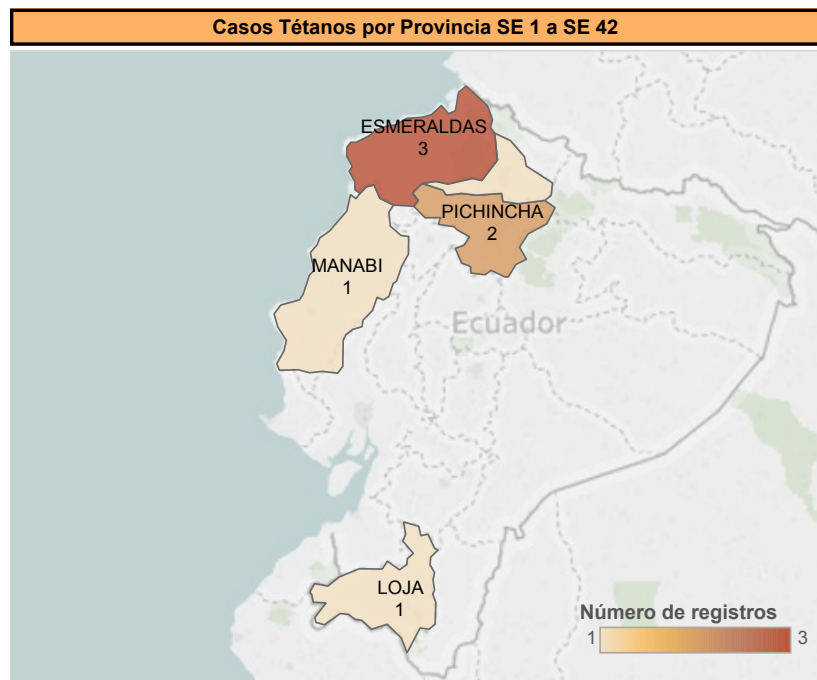 Casos Tétanos por Provincia SE 1 a SE 42
ESMERALDAS
3
PICHINCHA
2
MANABI
1
Ecuador
LOJA
1
Número de registros
1
3